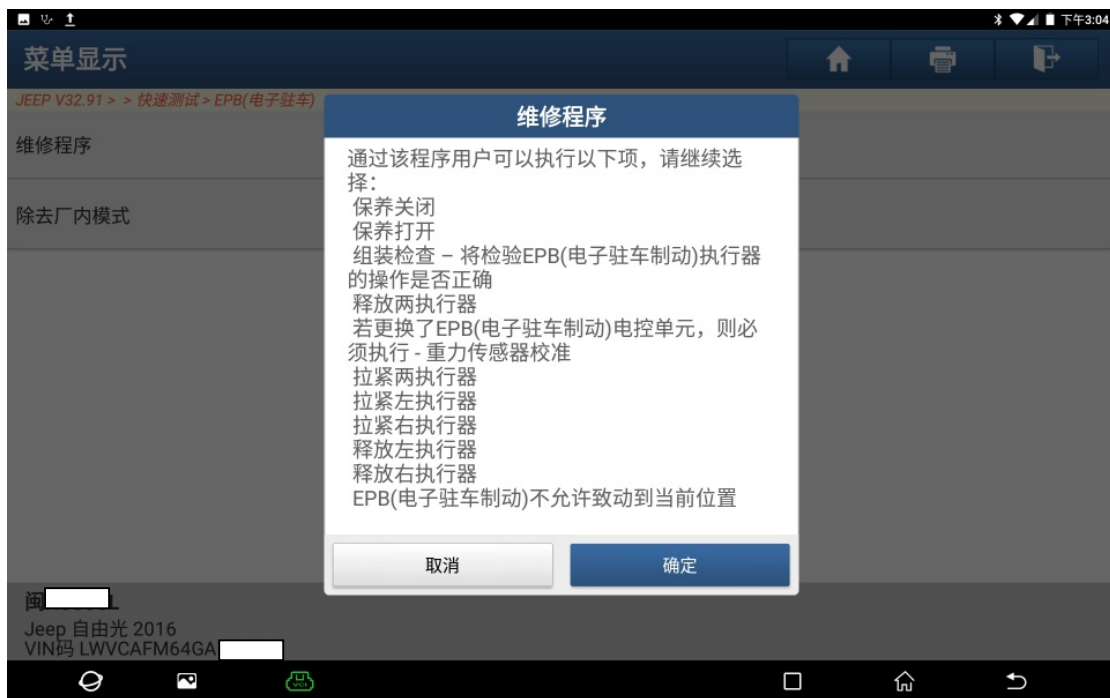 下午3:04
菜单显示
JEEP V32.91 > > 快速测试 > EPB(电子驻车)
维修程序
维修程序
通过该程序用户可以执行以下项，请继续选
择：
保养关闭
保养打开
组装检查 – 将检验EPB(电子驻车制动)执行器
的操作是否正确
释放两执行器
若更换了EPB(电子驻车制动)电控单元，则必
须执行 - 重力传感器校准
拉紧两执行器
拉紧左执行器
拉紧右执行器
释放左执行器
释放右执行器
EPB(电子驻车制动)不允许致动到当前位置
除去厂内模式
取消
确定
闽
Jeep 自由光 2016
VIN码 LWVCAFM64GA
VCI